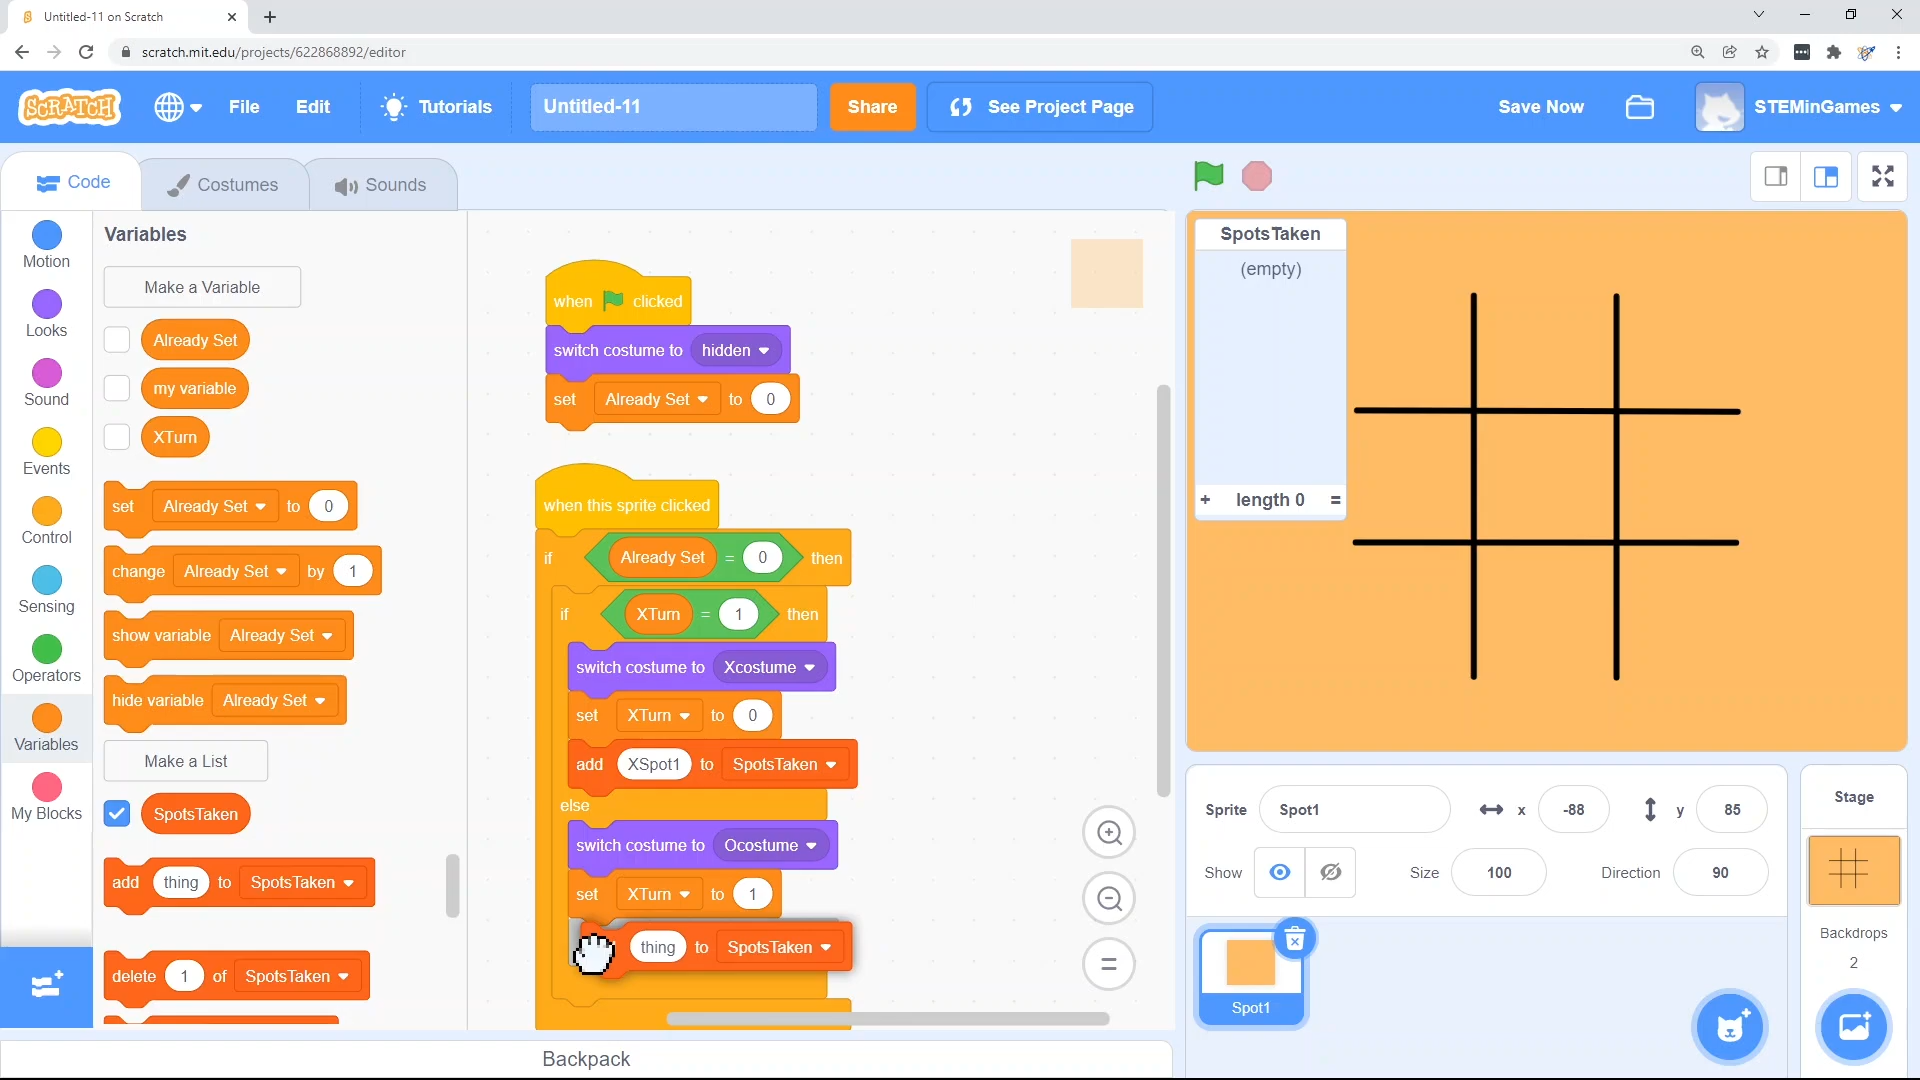 Untitled-11 on Scratch
scratch.mit.edu/projects/622868892/editor
SCRATCH
File
Edit
Tutorials
Untitled-11
Share
See Project Page
Save Now
STEMinGames
Code
Costumes
Sounds
Motion
Looks
Sound
Events
Control
Sensing
Operators
Variables
My Blocks
Variables
Make a Variable
Already Set
my variable
XTurn
set Already Set to 0
change Already Set by 1
show variable Already Set
hide variable Already Set
Make a List
SpotsTaken
add thing to SpotsTaken
delete 1 of SpotsTaken
when clicked
switch costume to hidden
set Already Set to 0
when this sprite clicked
if Already Set = 0 then
if XTurn = 1 then
switch costume to Xcostume
set XTurn to 0
add XSpot1 to SpotsTaken
else
switch costume to Ocostume
set XTurn to 1
thing to SpotsTaken
Backpack
SpotsTaken
(empty)
+ length 0 =
Sprite Spot1 x -88 y 85
Show Size 100 Direction 90
Spot1
Stage
Backdrops
2